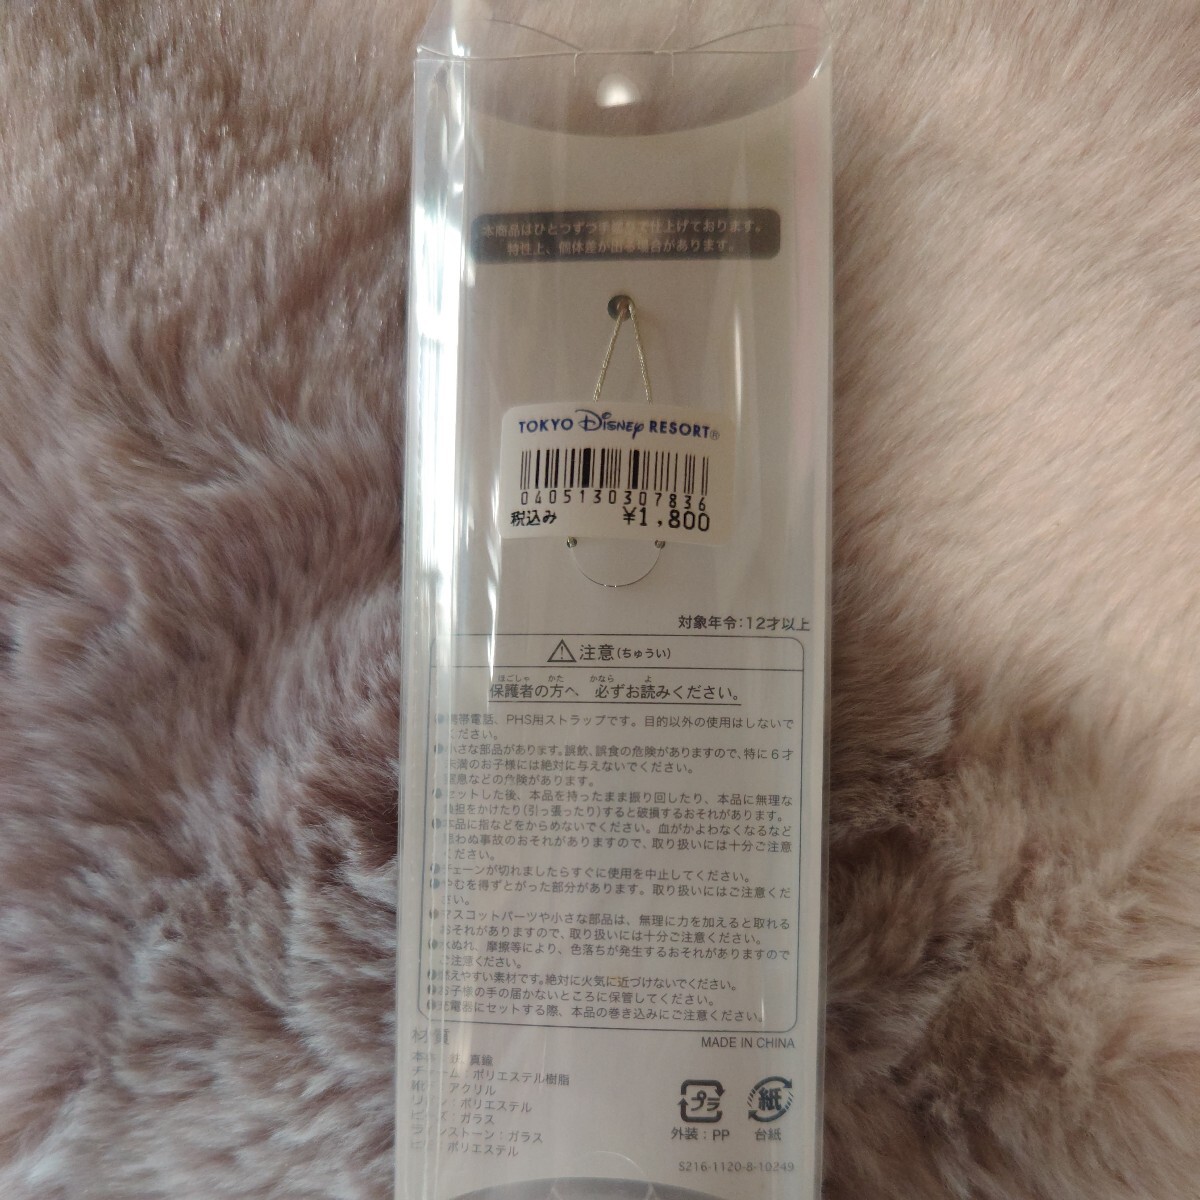 本商品はひとつずつ手塗りで仕上げております。
特性上、個体差が出る場合があります。
TOKYO Disney RESORT®
0405130307836
税込み ¥1,800
対象年令:12才以上
⚠注意(ちゅうい)
ほごしゃ かた かなら よ
保護者の方へ 必ずお読みください。
●携帯電話、PHS用ストラップです。目的以外の使用はしないで
ください。
●小さな部品があります。誤飲、誤食の危険がありますので、特に6才
未満のお子様には絶対に与えないでください。
窒息などの危険があります。
●セットした後、本品を持ったまま振り回したり、本品に無理な
負担をかけたり(引っ張ったり)すると破損するおそれがあります。
●本品に指などをからめないでください。血がかよわなくなるなど
思わぬ事故のおそれがありますので、取り扱いには十分ご注意
ください。
●チェーンが切れましたらすぐに使用を中止してください。
●やむを得ずとがった部分があります。取り扱いにはご注意くだ
さい。
●マスコットパーツや小さな部品は、無理に力を加えると取れる
おそれがありますので、取り扱いには十分ご注意ください。
●水ぬれ、摩擦等により、色落ちが発生するおそれがありますので
ご注意ください。
●燃えやすい素材です。絶対に火気に近づけないでください。
●お子様の手の届かないところに保管してください。
●充電器にセットする際、本品の巻き込みにご注意ください。
材質
MADE IN CHINA
本体:鉄、真鍮
チャーム:ポリエステル樹脂
アクリル
リボン:ポリエステル
ビーズ:ガラス
ラインストーン:ガラス
ポリエステル
プラ
紙
外装:PP
台紙
S216-1120-8-10249